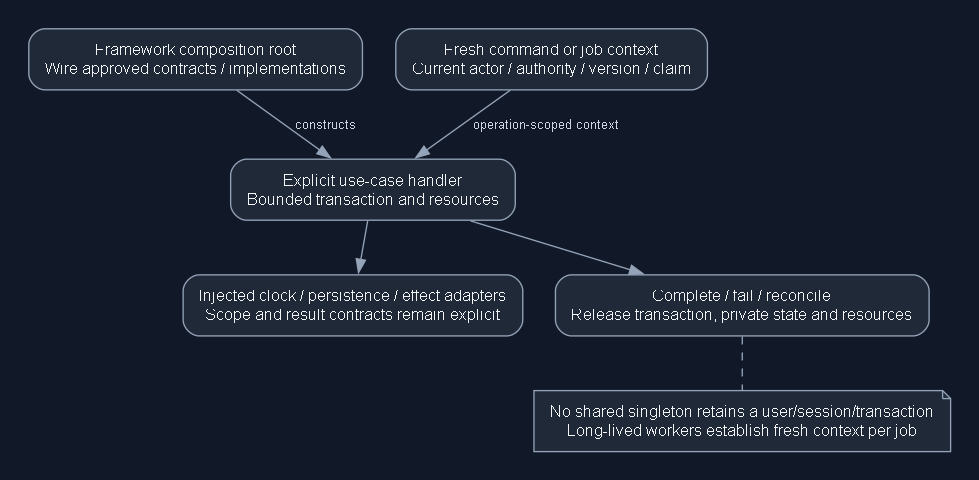 Framework composition root
Wire approved contracts / implementations
Fresh command or job context
Current actor / authority / version / claim
constructs
operation-scoped context
Explicit use-case handler
Bounded transaction and resources
Injected clock / persistence / effect adapters
Scope and result contracts remain explicit
Complete / fail / reconcile
Release transaction, private state and resources
No shared singleton retains a user/session/transaction
Long-lived workers establish fresh context per job